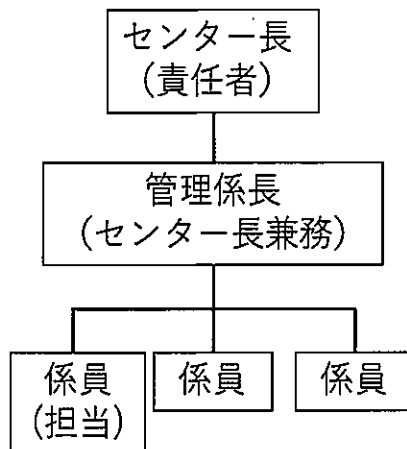 センター長
(責任者)
管理係長
(センター長兼務)
係員
(担当)
係員
係員